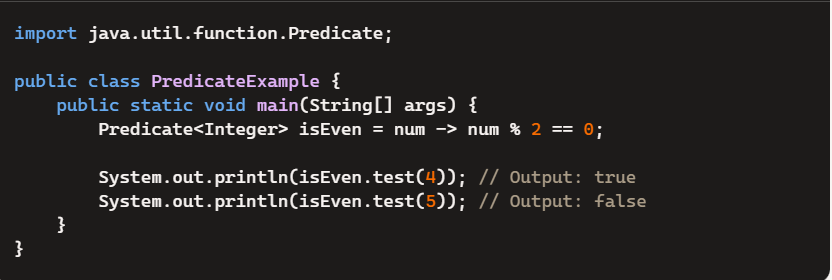 import java.util.function.Predicate;
public class PredicateExample {
    public static void main(String[] args) {
        Predicate<Integer> isEven = num -> num % 2 == 0;
        System.out.println(isEven.test(4)); // Output: true
        System.out.println(isEven.test(5)); // Output: false
    }
}